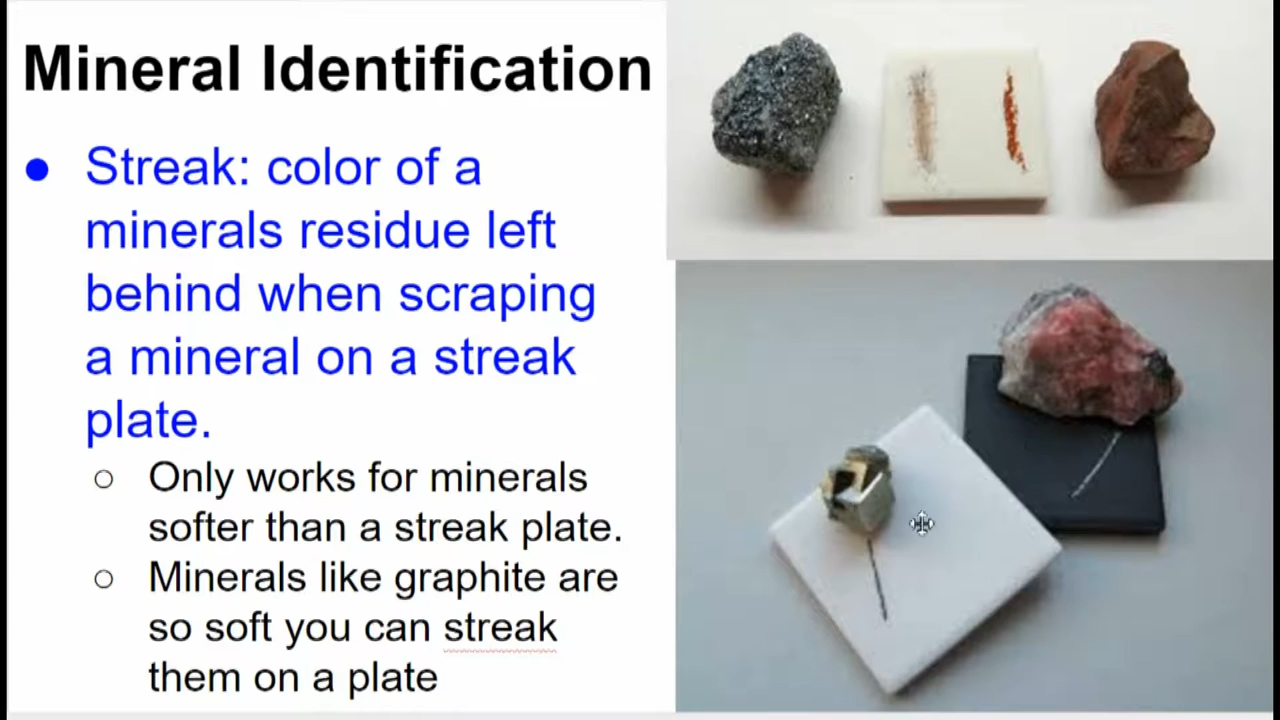 Mineral Identification
● Streak: color of a
minerals residue left
behind when scraping
a mineral on a streak
plate.
○ Only works for minerals
softer than a streak plate.
○ Minerals like graphite are
so soft you can streak
them on a plate